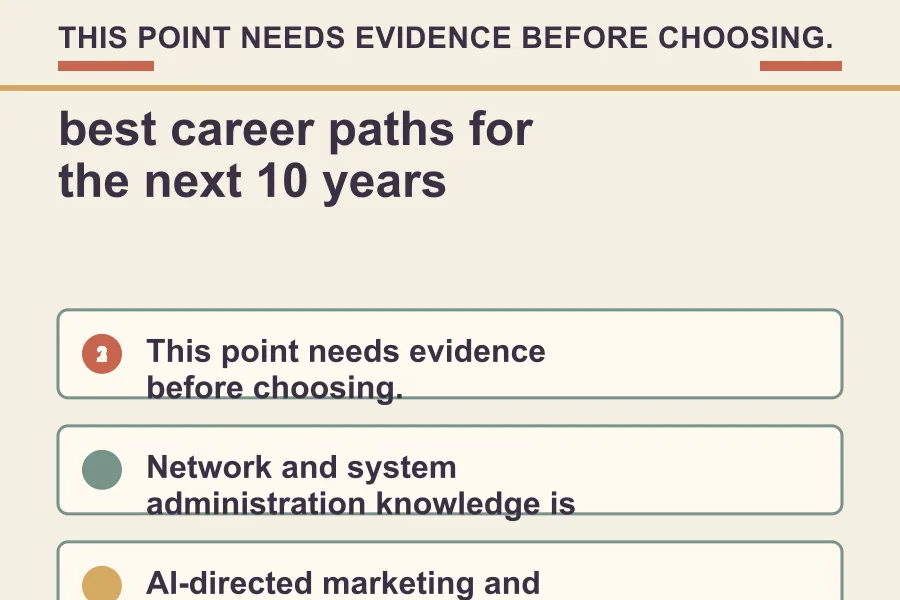 THIS POINT NEEDS EVIDENCE BEFORE CHOOSING.
best career paths for
the next 10 years
This point needs evidence
before choosing.
Network and system
administration knowledge is
AI-directed marketing and